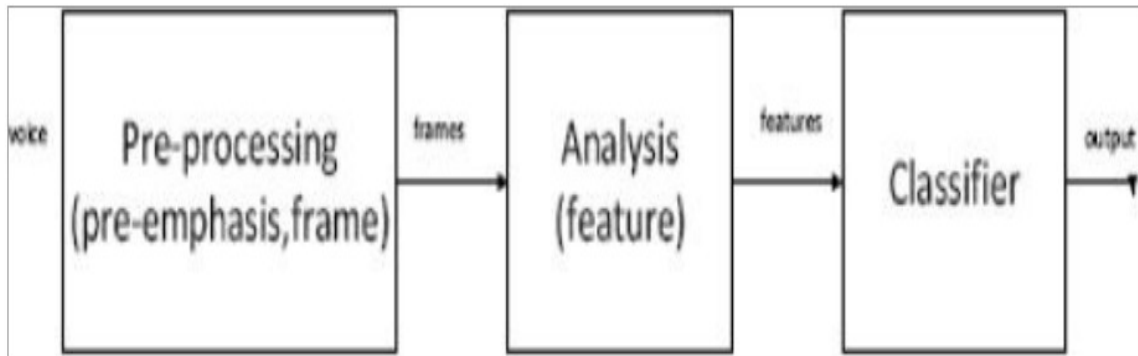 voice
Pre-processing
(pre-emphasis,frame)
frames
Analysis
(feature)
features
Classifier
output